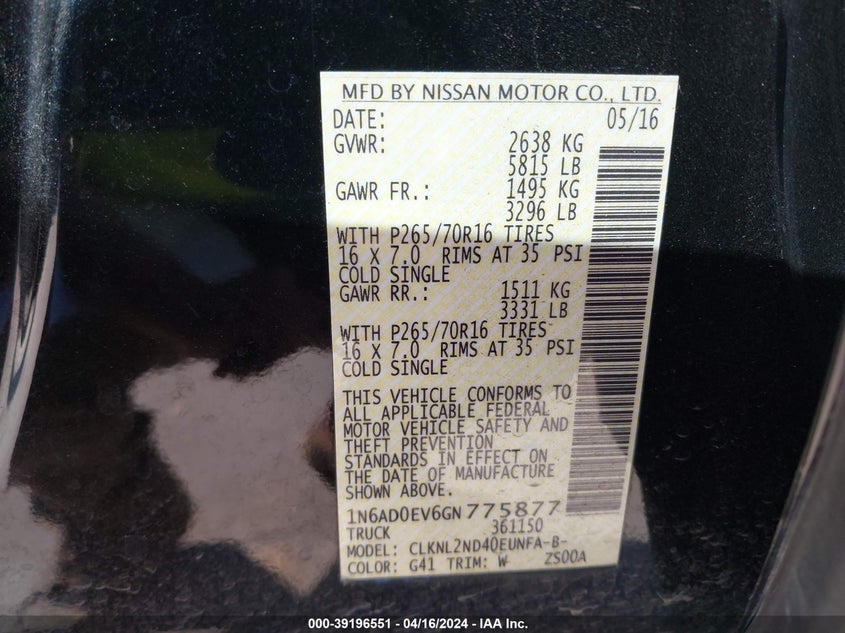 MFD BY NISSAN MOTOR CO., LTD.
DATE: 05/16
GVWR: 2638 KG
5815 LB
GAWR FR.: 1495 KG
3296 LB
WITH P265/70R16 TIRES
16 X 7.0 RIMS AT 35 PSI
COLD SINGLE
GAWR RR.: 1511 KG
3331 LB
WITH P265/70R16 TIRES
16 X 7.0 RIMS AT 35 PSI
COLD SINGLE
THIS VEHICLE CONFORMS TO
ALL APPLICABLE FEDERAL
MOTOR VEHICLE SAFETY AND
THEFT PREVENTION
STANDARDS IN EFFECT ON
THE DATE OF MANUFACTURE
SHOWN ABOVE.
1N6AD0EV6GN775877
TRUCK 361150
MODEL: CLKNL2ND40EUNFA-B-
COLOR: G41 TRIM: W ZS00A
000-39196551 - 04/16/2024 - IAA Inc.